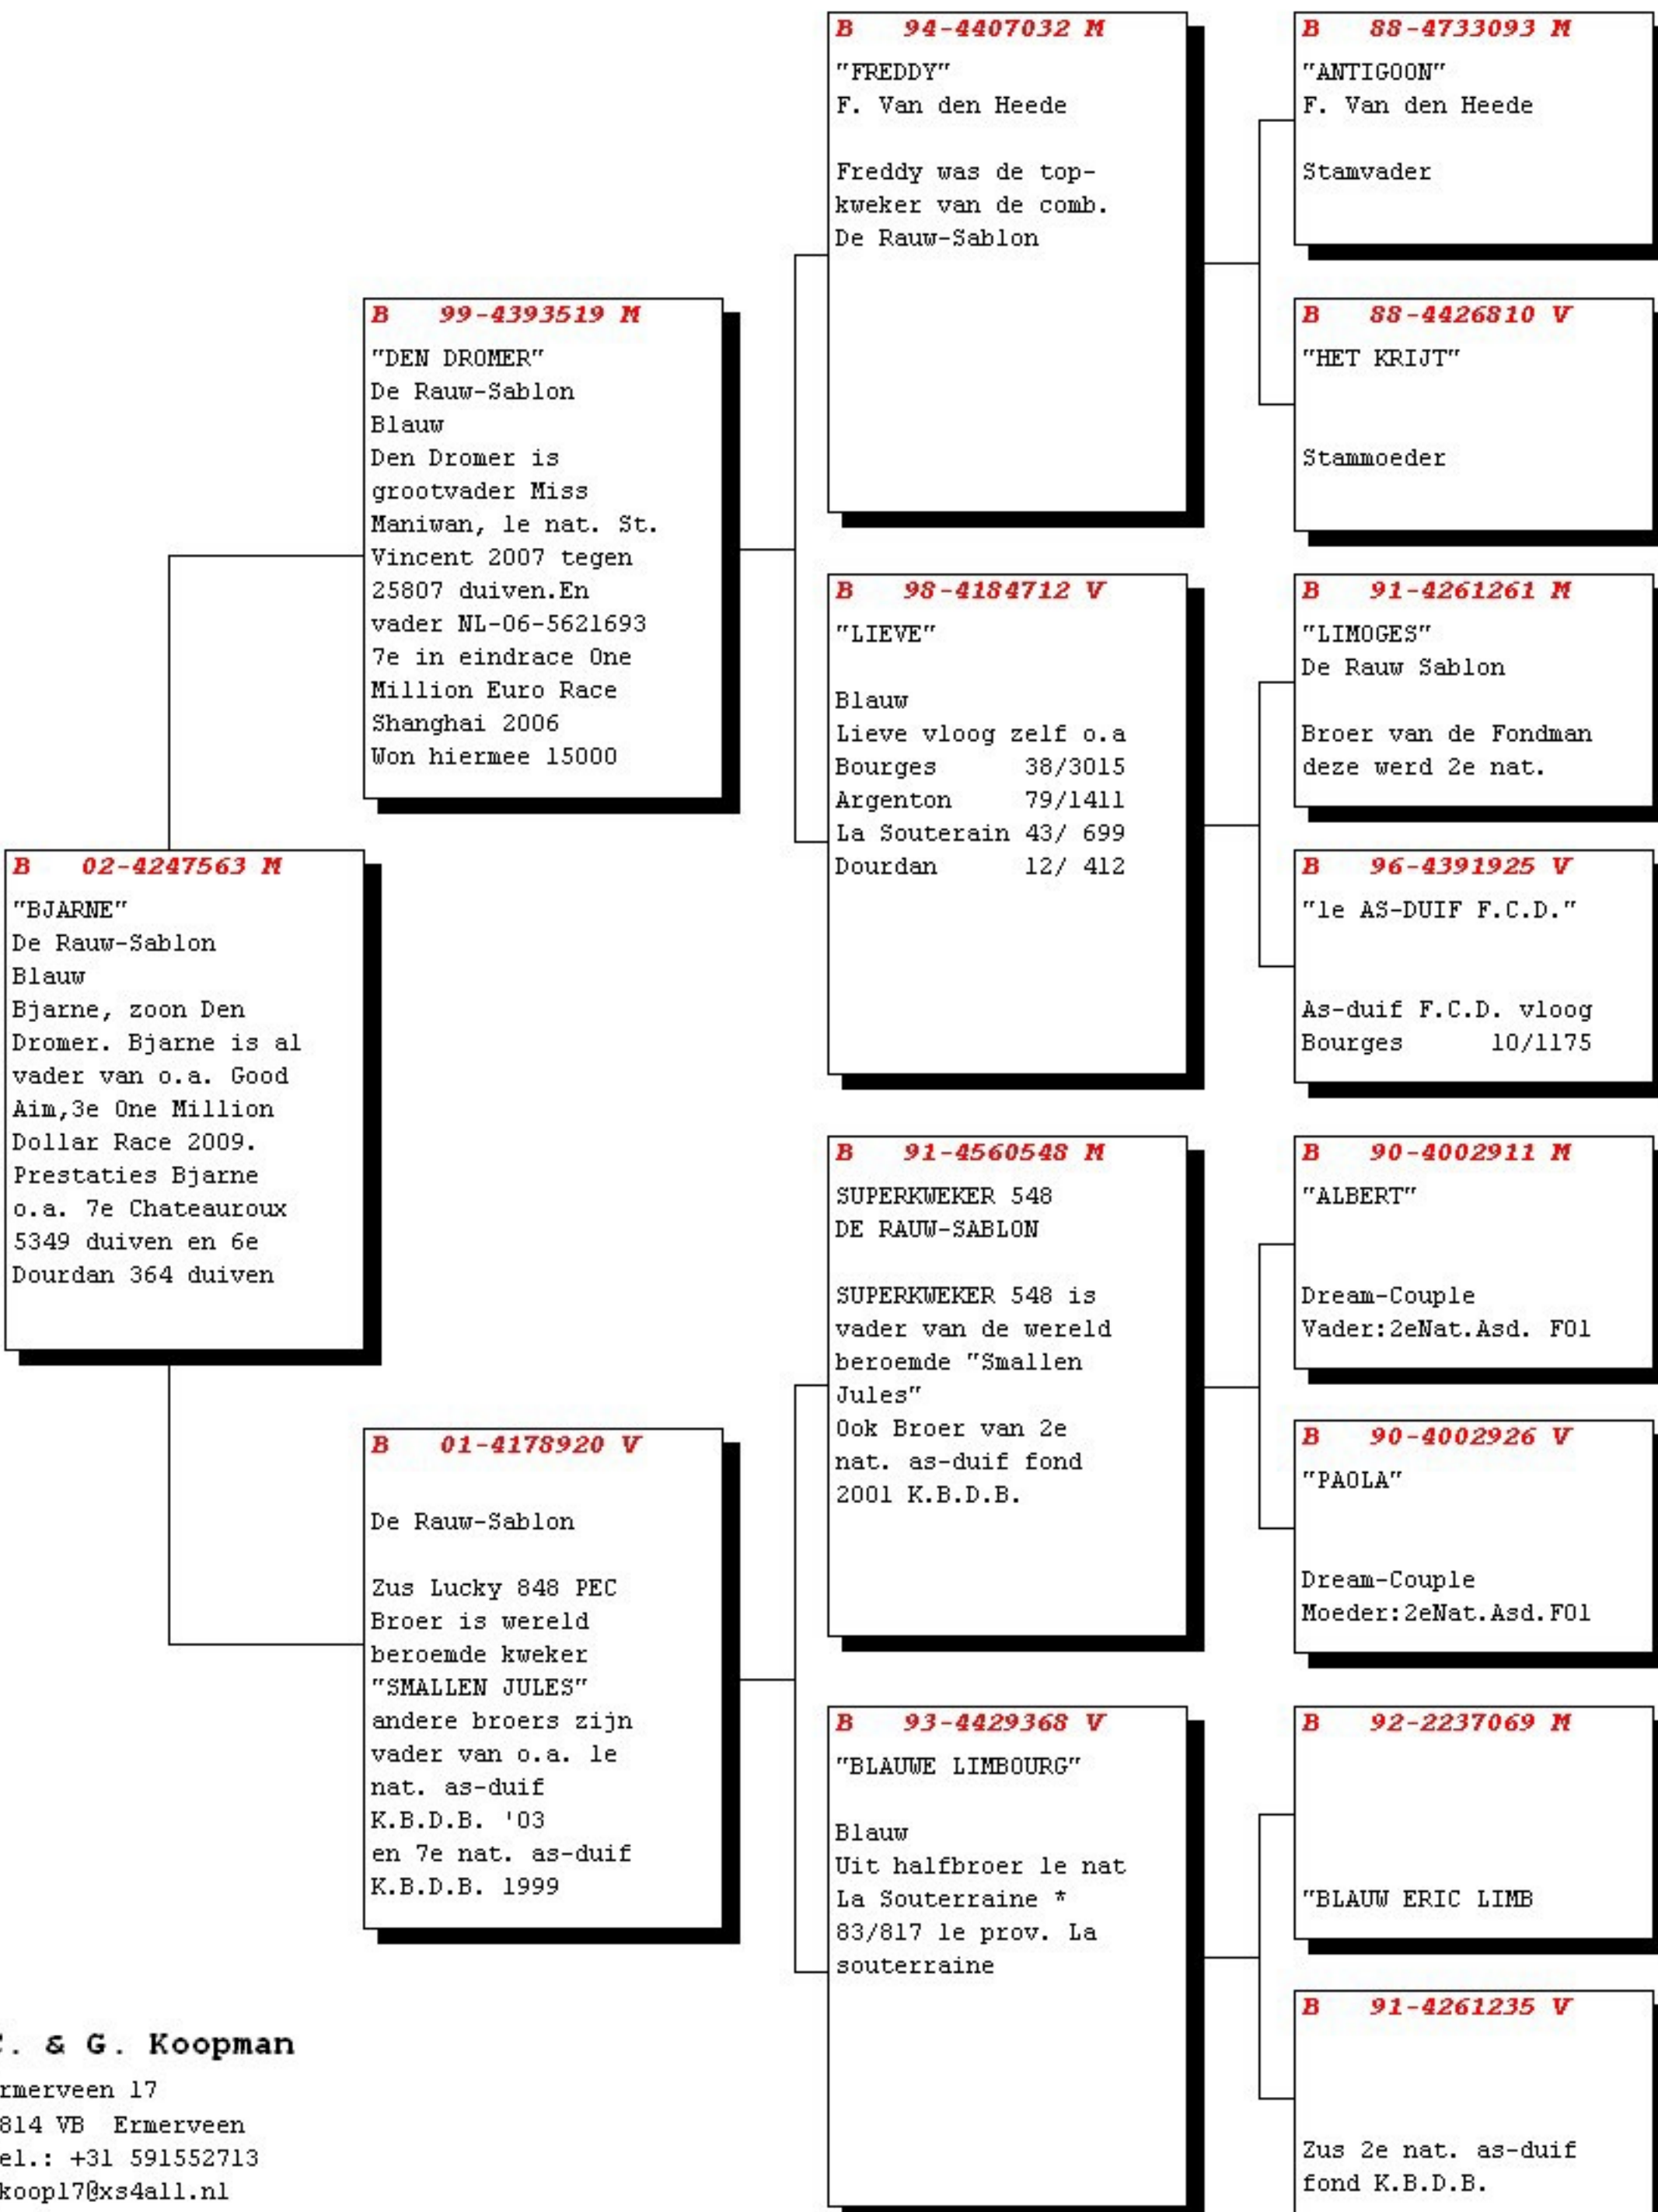 B 02-4247563 M
"BJARNE"
De Rauw-Sablon
Blauw
Bjarne, zoon Den
Dromer. Bjarne is al
vader van o.a. Good
Aim,3e One Million
Dollar Race 2009.
Prestaties Bjarne
o.a. 7e Chateauroux
5349 duiven en 6e
Dourdan 364 duiven
B 99-4393519 M
"DEN DROMER"
De Rauw-Sablon
Blauw
Den Dromer is
grootvader Miss
Maniwan, 1e nat. St.
Vincent 2007 tegen
25807 duiven.En
vader NL-06-5621693
7e in eindrace One
Million Euro Race
Shanghai 2006
Won hiermee 15000
B 01-4178920 V
De Rauw-Sablon
Zus Lucky 848 PEC
Broer is wereld
beroemde kweker
"SMALLEN JULES"
andere broers zijn
vader van o.a. 1e
nat. as-duif
K.B.D.B. '03
en 7e nat. as-duif
K.B.D.B. 1999
B 94-4407032 M
"FREDDY"
F. Van den Heede
Freddy was de top-
kweker van de comb.
De Rauw-Sablon
B 98-4184712 V
"LIEVE"
Blauw
Lieve vloog zelf o.a
Bourges 38/3015
Argenton 79/1411
La Souterain 43/ 699
Dourdan 12/ 412
B 91-4560548 M
SUPERKWEKER 548
DE RAUW-SABLON
SUPERKWEKER 548 is
vader van de wereld
beroemde "Smallen
Jules"
Ook Broer van 2e
nat. as-duif fond
2001 K.B.D.B.
B 93-4429368 V
"BLAUWE LIMBOURG"
Blauw
Uit halfbroer 1e nat
La Souterraine *
83/817 1e prov. La
souterraine
B 88-4733093 M
"ANTIGOON"
F. Van den Heede
Stamvader
B 88-4426810 V
"HET KRIJT"
Stammoeder
B 91-4261261 M
"LIMOGES"
De Rauw Sablon
Broer van de Fondman
deze werd 2e nat.
B 96-4391925 V
"1e AS-DUIF F.C.D."
As-duif F.C.D. vloog
Bourges 10/1175
B 90-4002911 M
"ALBERT"
Dream-Couple
Vader:2eNat.Asd. F01
B 90-4002926 V
"PAOLA"
Dream-Couple
Moeder:2eNat.Asd.F01
B 92-2237069 M
"BLAUW ERIC LIMB
B 91-4261235 V
Zus 2e nat. as-duif
fond K.B.D.B.
. & G. Koopman
rmerveen 17
814 VB Ermerveen
el.: +31 591552713
koop17@xs4all.nl